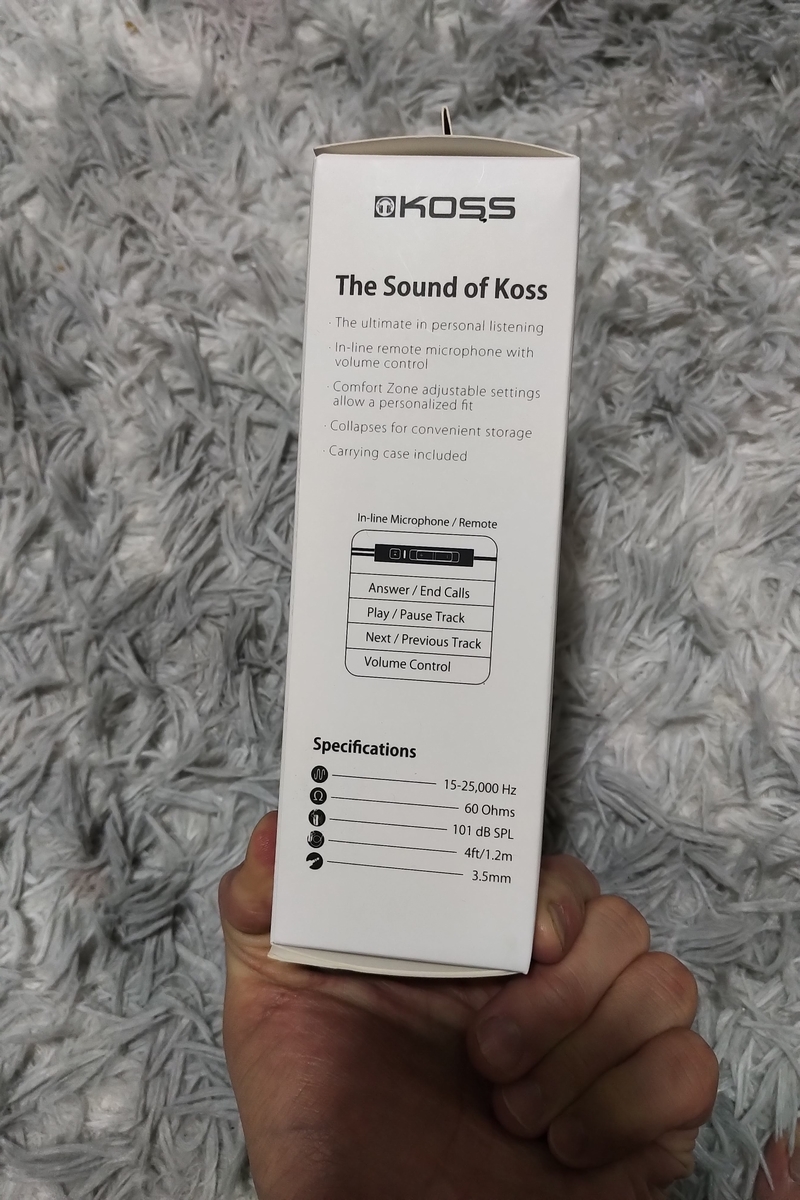 KOSS
The Sound of Koss
· The ultimate in personal listening
· In-line remote microphone with
volume control
· Comfort Zone adjustable settings
allow a personalized fit
· Collapses for convenient storage
· Carrying case included
In-line Microphone / Remote
Answer / End Calls
Play / Pause Track
Next / Previous Track
Volume Control
Specifications
15-25,000 Hz
Ω 60 Ohms
101 dB SPL
4ft/1.2m
3.5mm